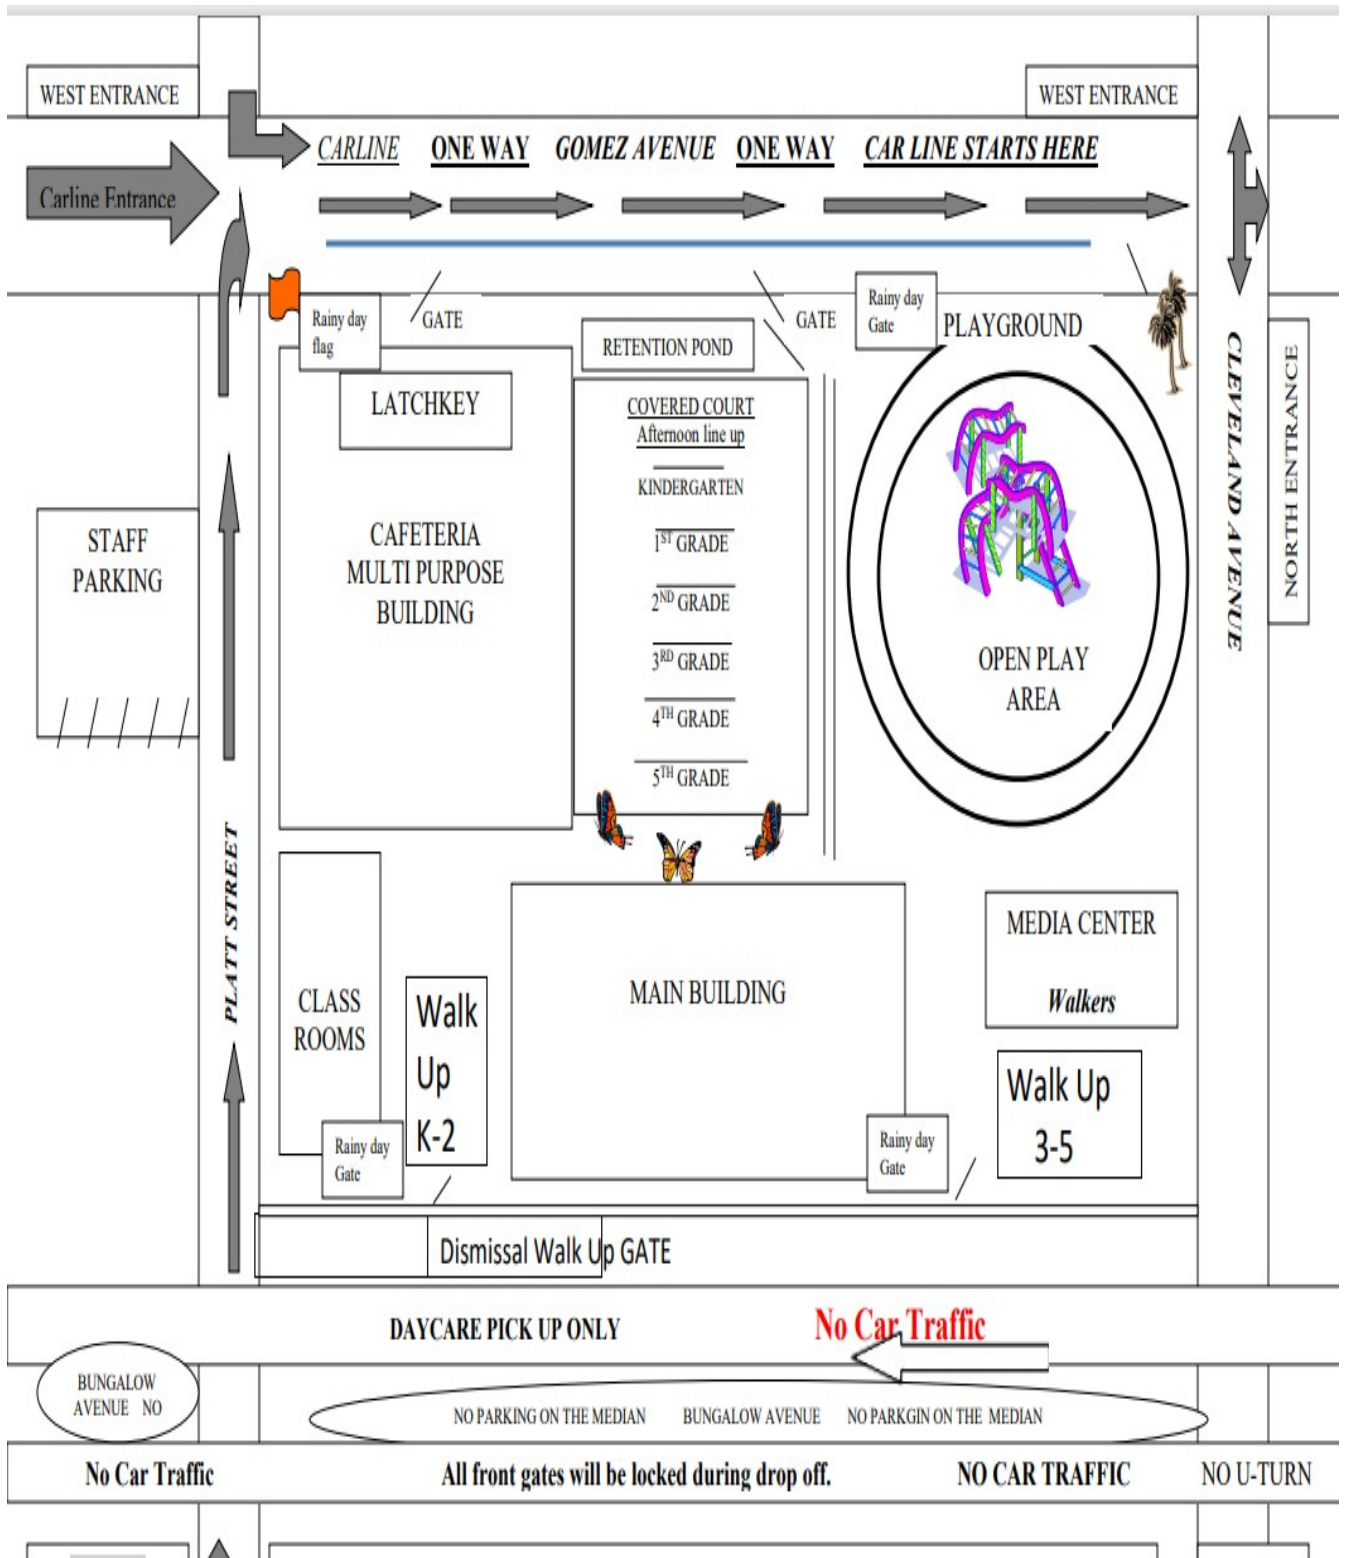 WEST ENTRANCE
WEST ENTRANCE
CARLINE ONE WAY GOMEZ AVENUE ONE WAY CAR LINE STARTS HERE
Carline Entrance
Rainy day
flag
GATE
RETENTION POND
GATE
Rainy day
Gate
PLAYGROUND
LATCHKEY
CAFETERIA
MULTI PURPOSE
BUILDING
COVERED COURT
Afternoon line up
KINDERGARTEN
1ST GRADE
2ND GRADE
3RD GRADE
4TH GRADE
5TH GRADE
OPEN PLAY
AREA
CLEVELAND AVENUE
NORTH ENTRANCE
STAFF
PARKING
PLATT STREET
CLASS
ROOMS
Walk
Up
K-2
Rainy day
Gate
MAIN BUILDING
Rainy day
Gate
MEDIA CENTER
Walkers
Walk Up
3-5
Dismissal Walk Up GATE
DAYCARE PICK UP ONLY
No Car Traffic
BUNGALOW
AVENUE NO
NO PARKING ON THE MEDIAN BUNGALOW AVENUE NO PARKGIN ON THE MEDIAN
No Car Traffic
All front gates will be locked during drop off.
NO CAR TRAFFIC
NO U-TURN